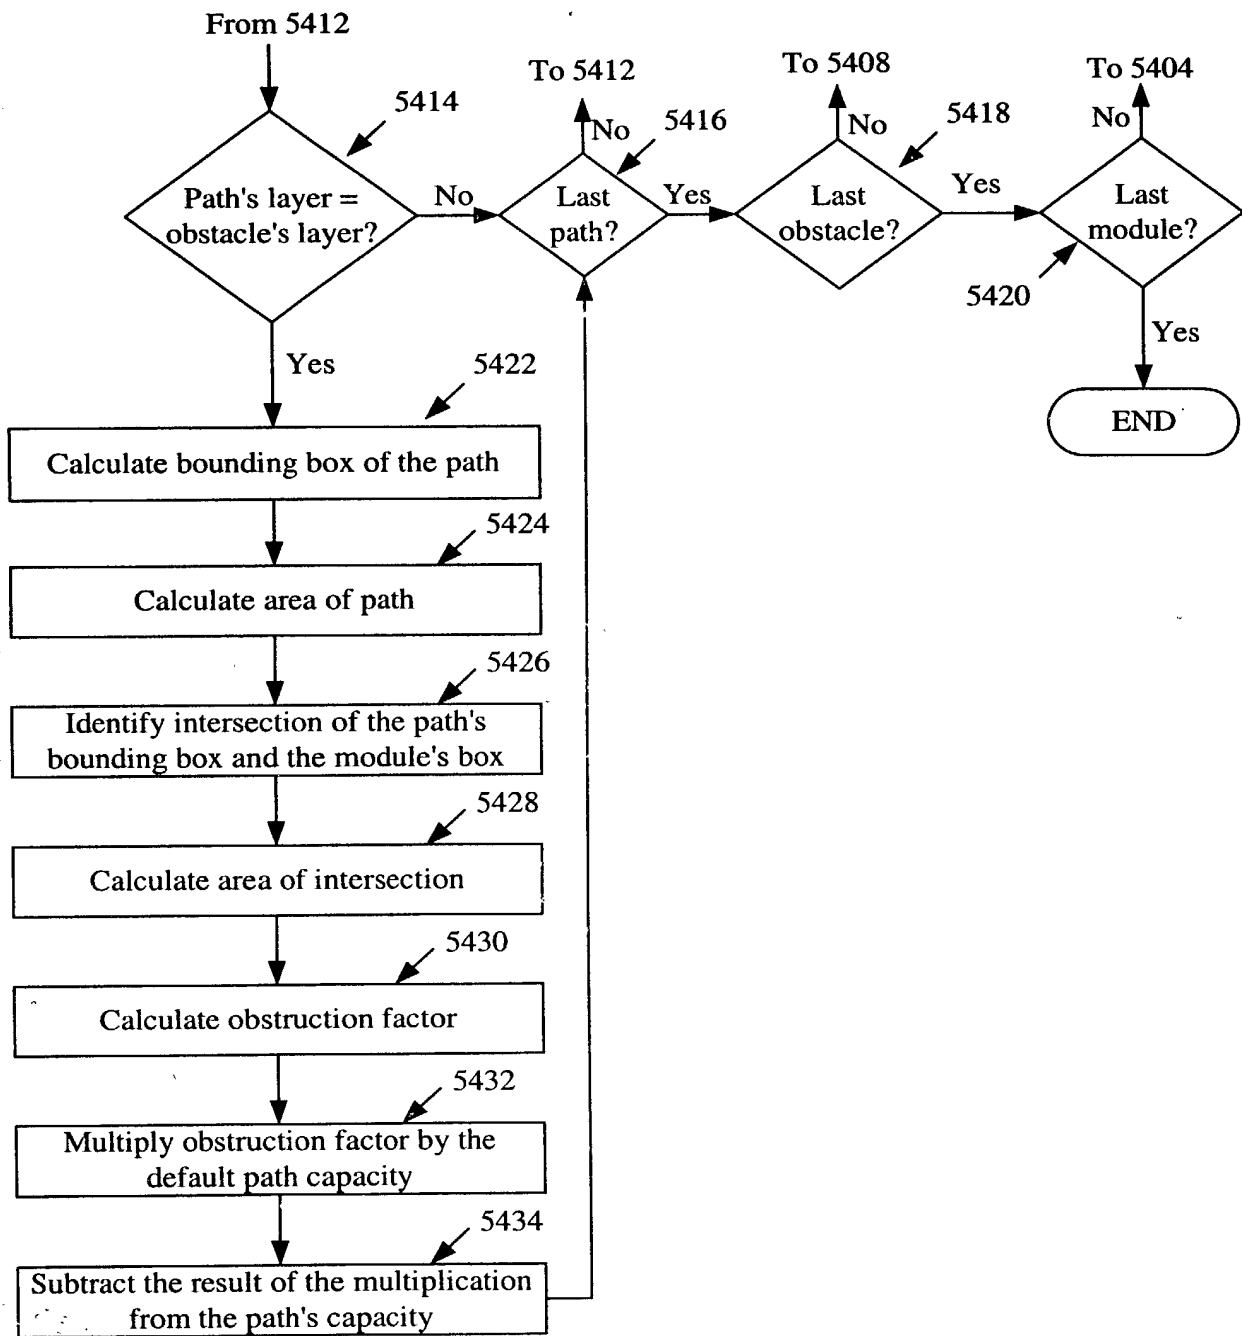 From 5412
5414
Path's layer =
obstacle's layer?
No
Yes
To 5412
No
5416
Last
path?
Yes
To 5408
No
5418
Last
obstacle?
Yes
To 5404
No
Last
module?
5420
Yes
END
5422
Calculate bounding box of the path
5424
Calculate area of path
5426
Identify intersection of the path's
bounding box and the module's box
5428
Calculate area of intersection
5430
Calculate obstruction factor
5432
Multiply obstruction factor by the
default path capacity
5434
Subtract the result of the multiplication
from the path's capacity